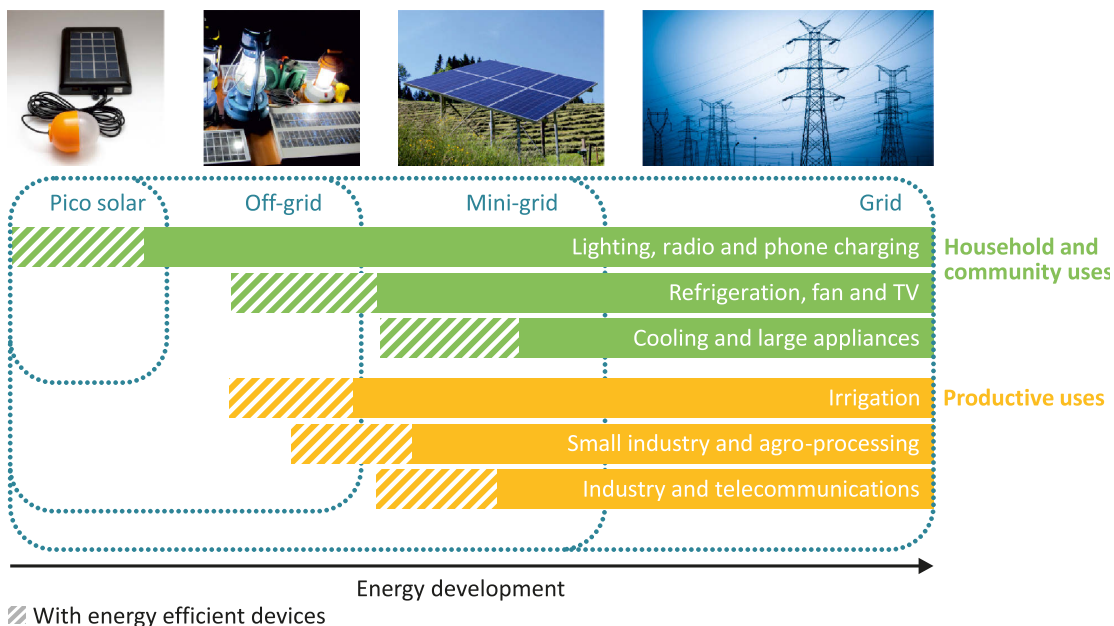 Pico solar
Off-grid
Mini-grid
Grid
Lighting, radio and phone charging
Household and
community uses
Refrigeration, fan and TV
Cooling and large appliances
Irrigation
Productive uses
Small industry and agro-processing
Industry and telecommunications
Energy development
With energy efficient devices